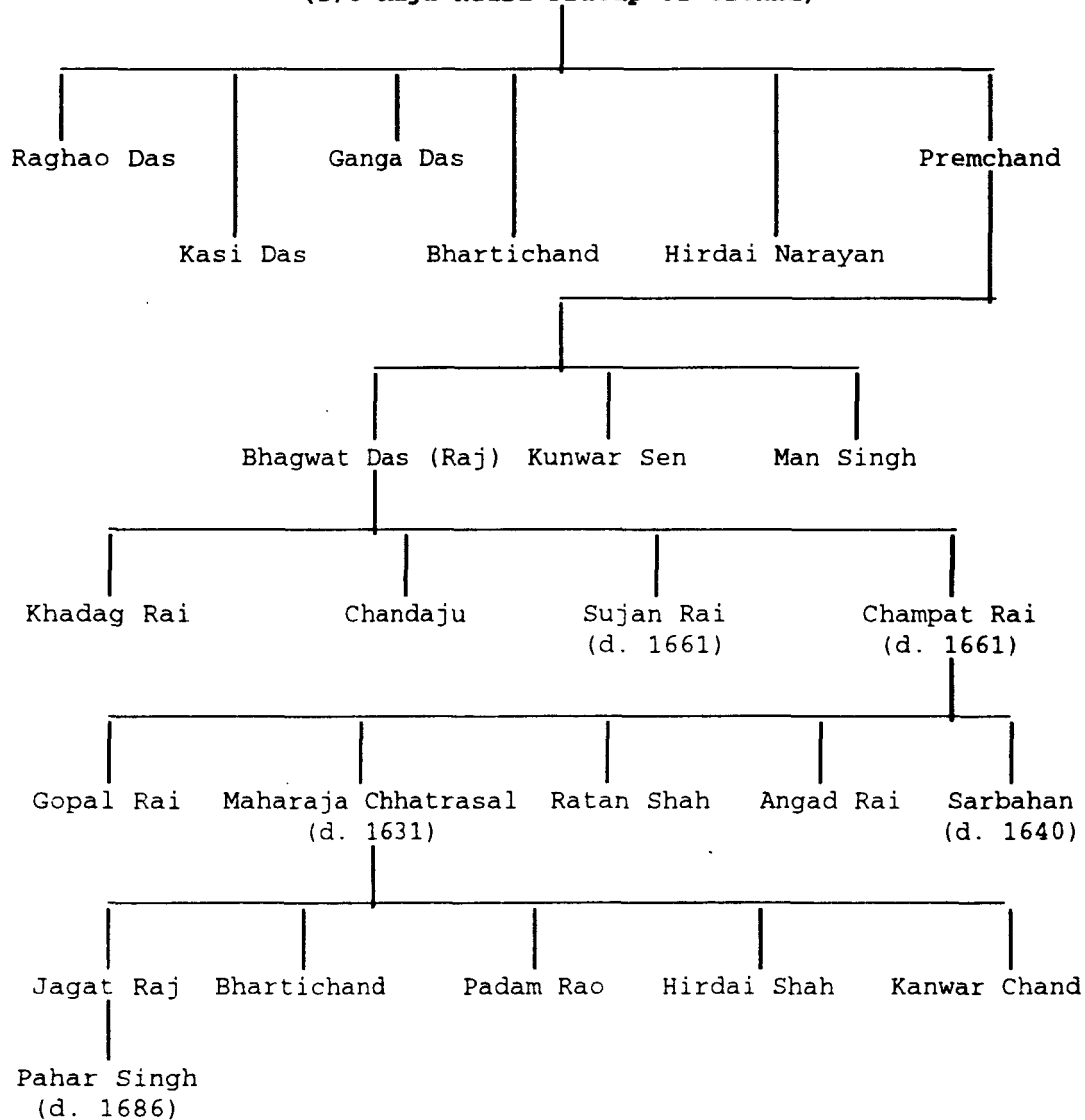 Raghao Das Ganga Das Premchand
Kasi Das Bhartichand Hirdai Narayan
Bhagwat Das (Raj) Kunwar Sen Man Singh
Khadag Rai Chandaju Sujan Rai Champat Rai
(d. 1661) (d. 1661)
Gopal Rai Maharaja Chhatrasal Ratan Shah Angad Rai Sarbahan
(d. 1631) (d. 1640)
Jagat Raj Bhartichand Padam Rao Hirdai Shah Kanwar Chand
Pahar Singh
(d. 1686)